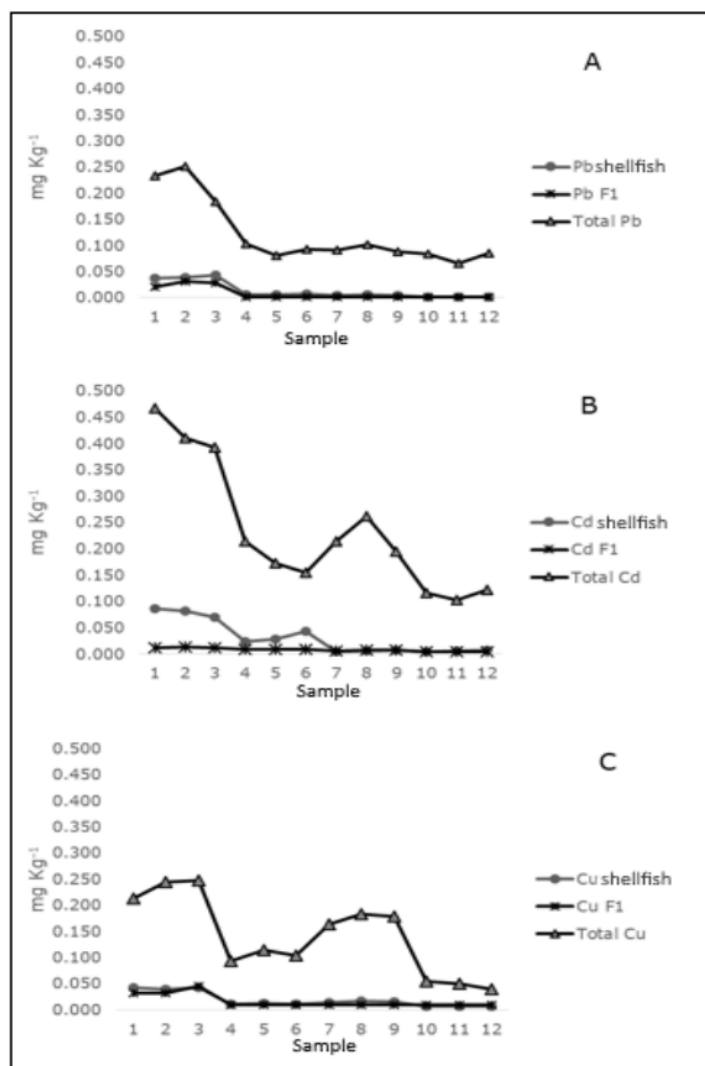 A
mg Kg⁻¹
0.500
0.450
0.400
0.350
0.300
0.250
0.200
0.150
0.100
0.050
0.000
1 2 3 4 5 6 7 8 9 10 11 12
Sample
Pb shellfish
Pb F1
Total Pb
B
mg Kg⁻¹
0.500
0.450
0.400
0.350
0.300
0.250
0.200
0.150
0.100
0.050
0.000
1 2 3 4 5 6 7 8 9 10 11 12
Sample
Cd shellfish
Cd F1
Total Cd
C
mg Kg⁻¹
0.500
0.450
0.400
0.350
0.300
0.250
0.200
0.150
0.100
0.050
0.000
1 2 3 4 5 6 7 8 9 10 11 12
Sample
Cu shellfish
Cu F1
Total Cu